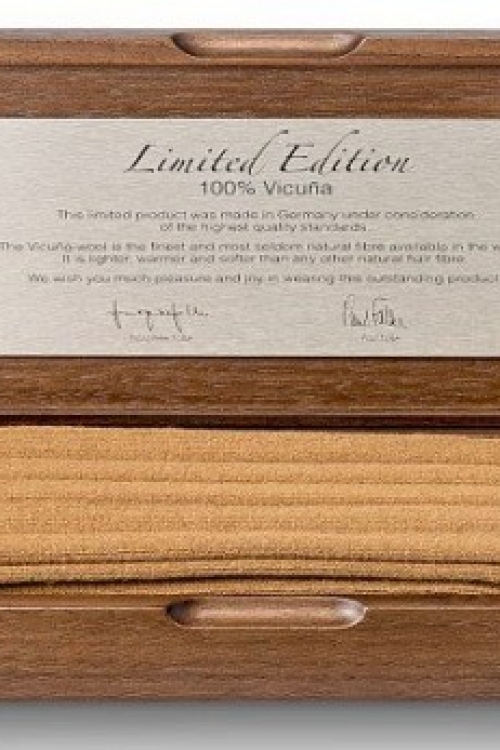 Limited Edition
100% Vicuña
This limited product was made in Germany under consideration
of the highest quality standards.
The Vicuña-wool is the finest and most seldom natural fibre available in the w
It is lighter, warmer and softer than any other natural hair fibre.
We wish you much pleasure and joy in wearing this outstanding product